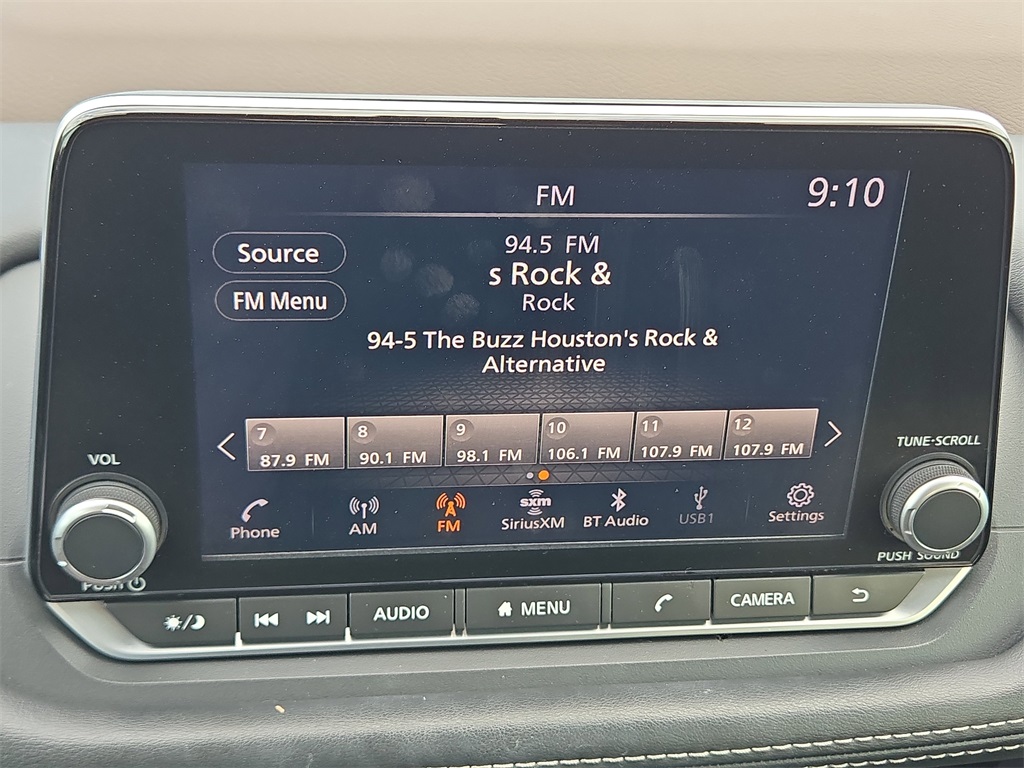 FM
9:10
Source
FM Menu
94.5 FM
s Rock &
Rock
94-5 The Buzz Houston's Rock &
Alternative
7
87.9 FM
8
90.1 FM
9
98.1 FM
10
106.1 FM
11
107.9 FM
12
107.9 FM
VOL
PUSH
TUNE•SCROLL
PUSH SOUND
Phone
AM
FM
sxm
SiriusXM
BT Audio
USB1
Settings
AUDIO
MENU
CAMERA